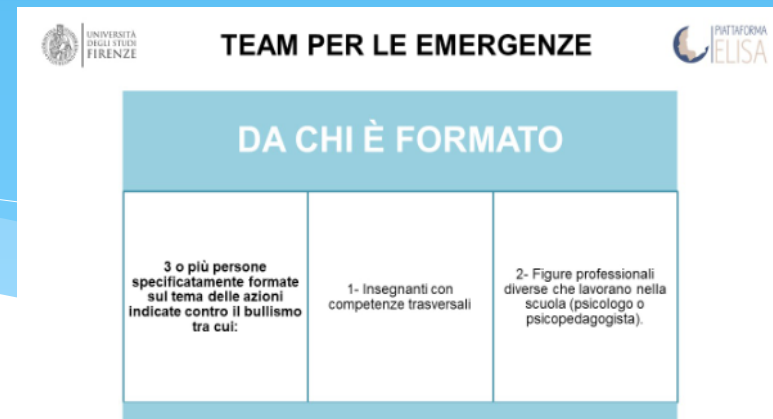 UNIVERSITÀ
DEGLI STUDI
FIRENZE
TEAM PER LE EMERGENZE
PIATTAFORMA
ELISA
DA CHI È FORMATO
3 o più persone
specificatamente formate
sul tema delle azioni
indicate contro il bullismo
tra cui:
1- Insegnanti con
competenze trasversali
2- Figure professionali
diverse che lavorano nella
scuola (psicologo o
psicopedagogista).